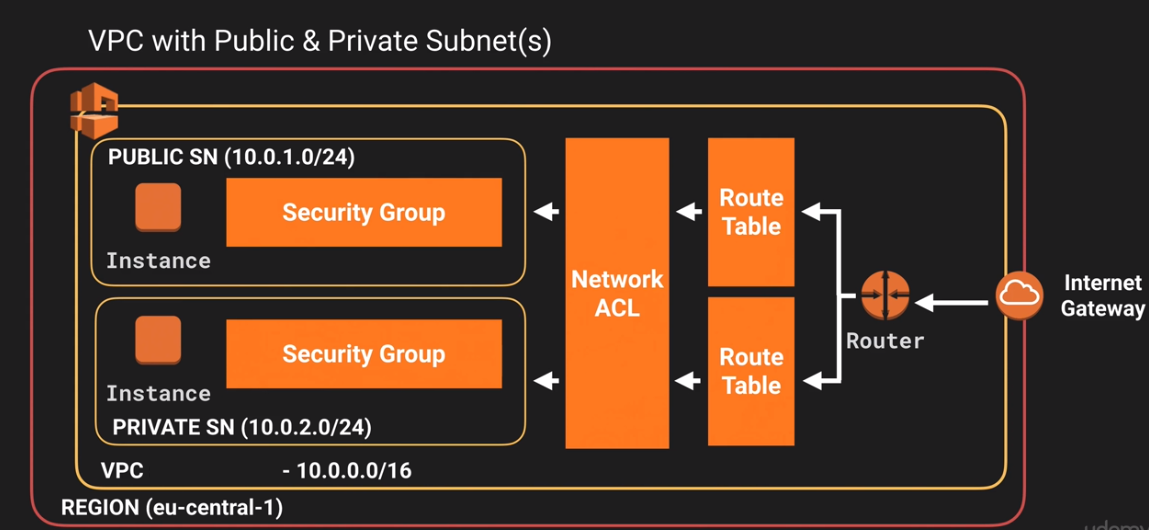 VPC with Public & Private Subnet(s)
PUBLIC SN (10.0.1.0/24)
Security Group
Instance
Security Group
Instance
PRIVATE SN (10.0.2.0/24)
VPC - 10.0.0.0/16
REGION (eu-central-1)
Network
ACL
Route
Table
Route
Table
Router
Internet
Gateway